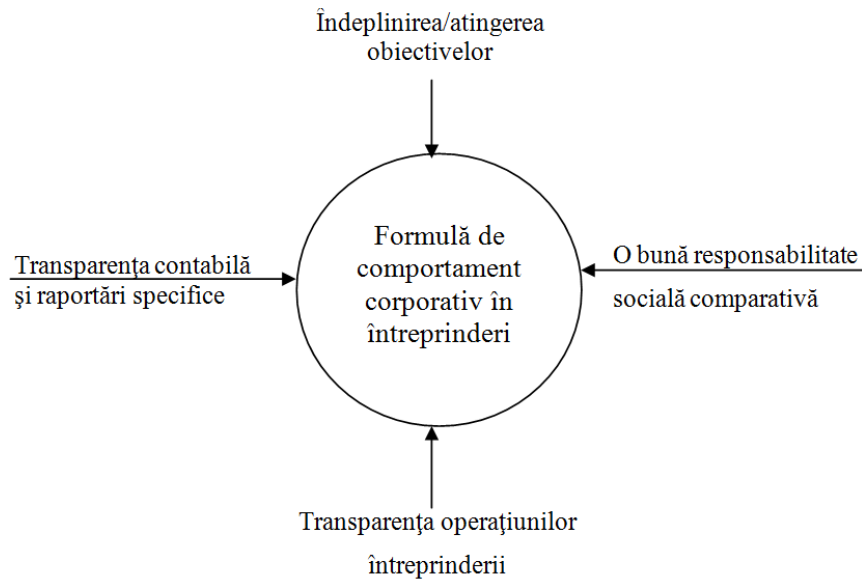 Îndeplinirea/atingerea
obiectivelor
Formulă de
comportament
corporativ în
întreprinderi
Transparenţa contabilă
şi raportări specifice
O bună responsabilitate
socială comparativă
Transparenţa operaţiunilor
întreprinderii